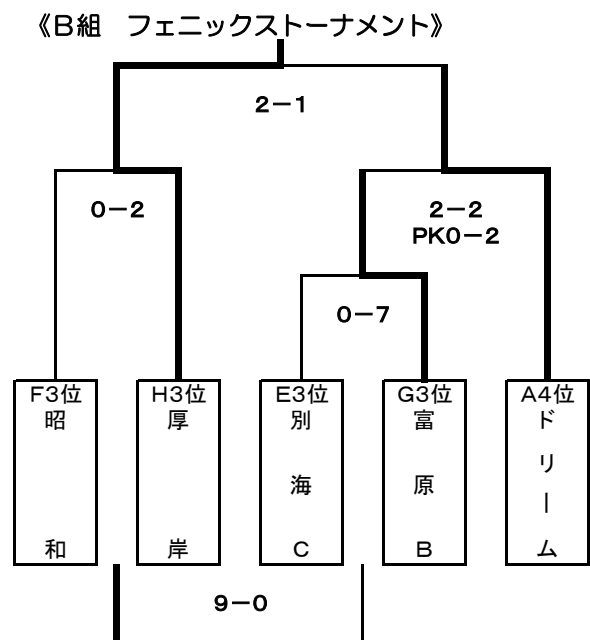 《B組　フェニックストーナメント》
2－1
0－2
2－2
PK0－2
0－7
F3位
昭和
H3位
厚岸
E3位
別海C
G3位
富原B
A4位
ドリーム
9－0